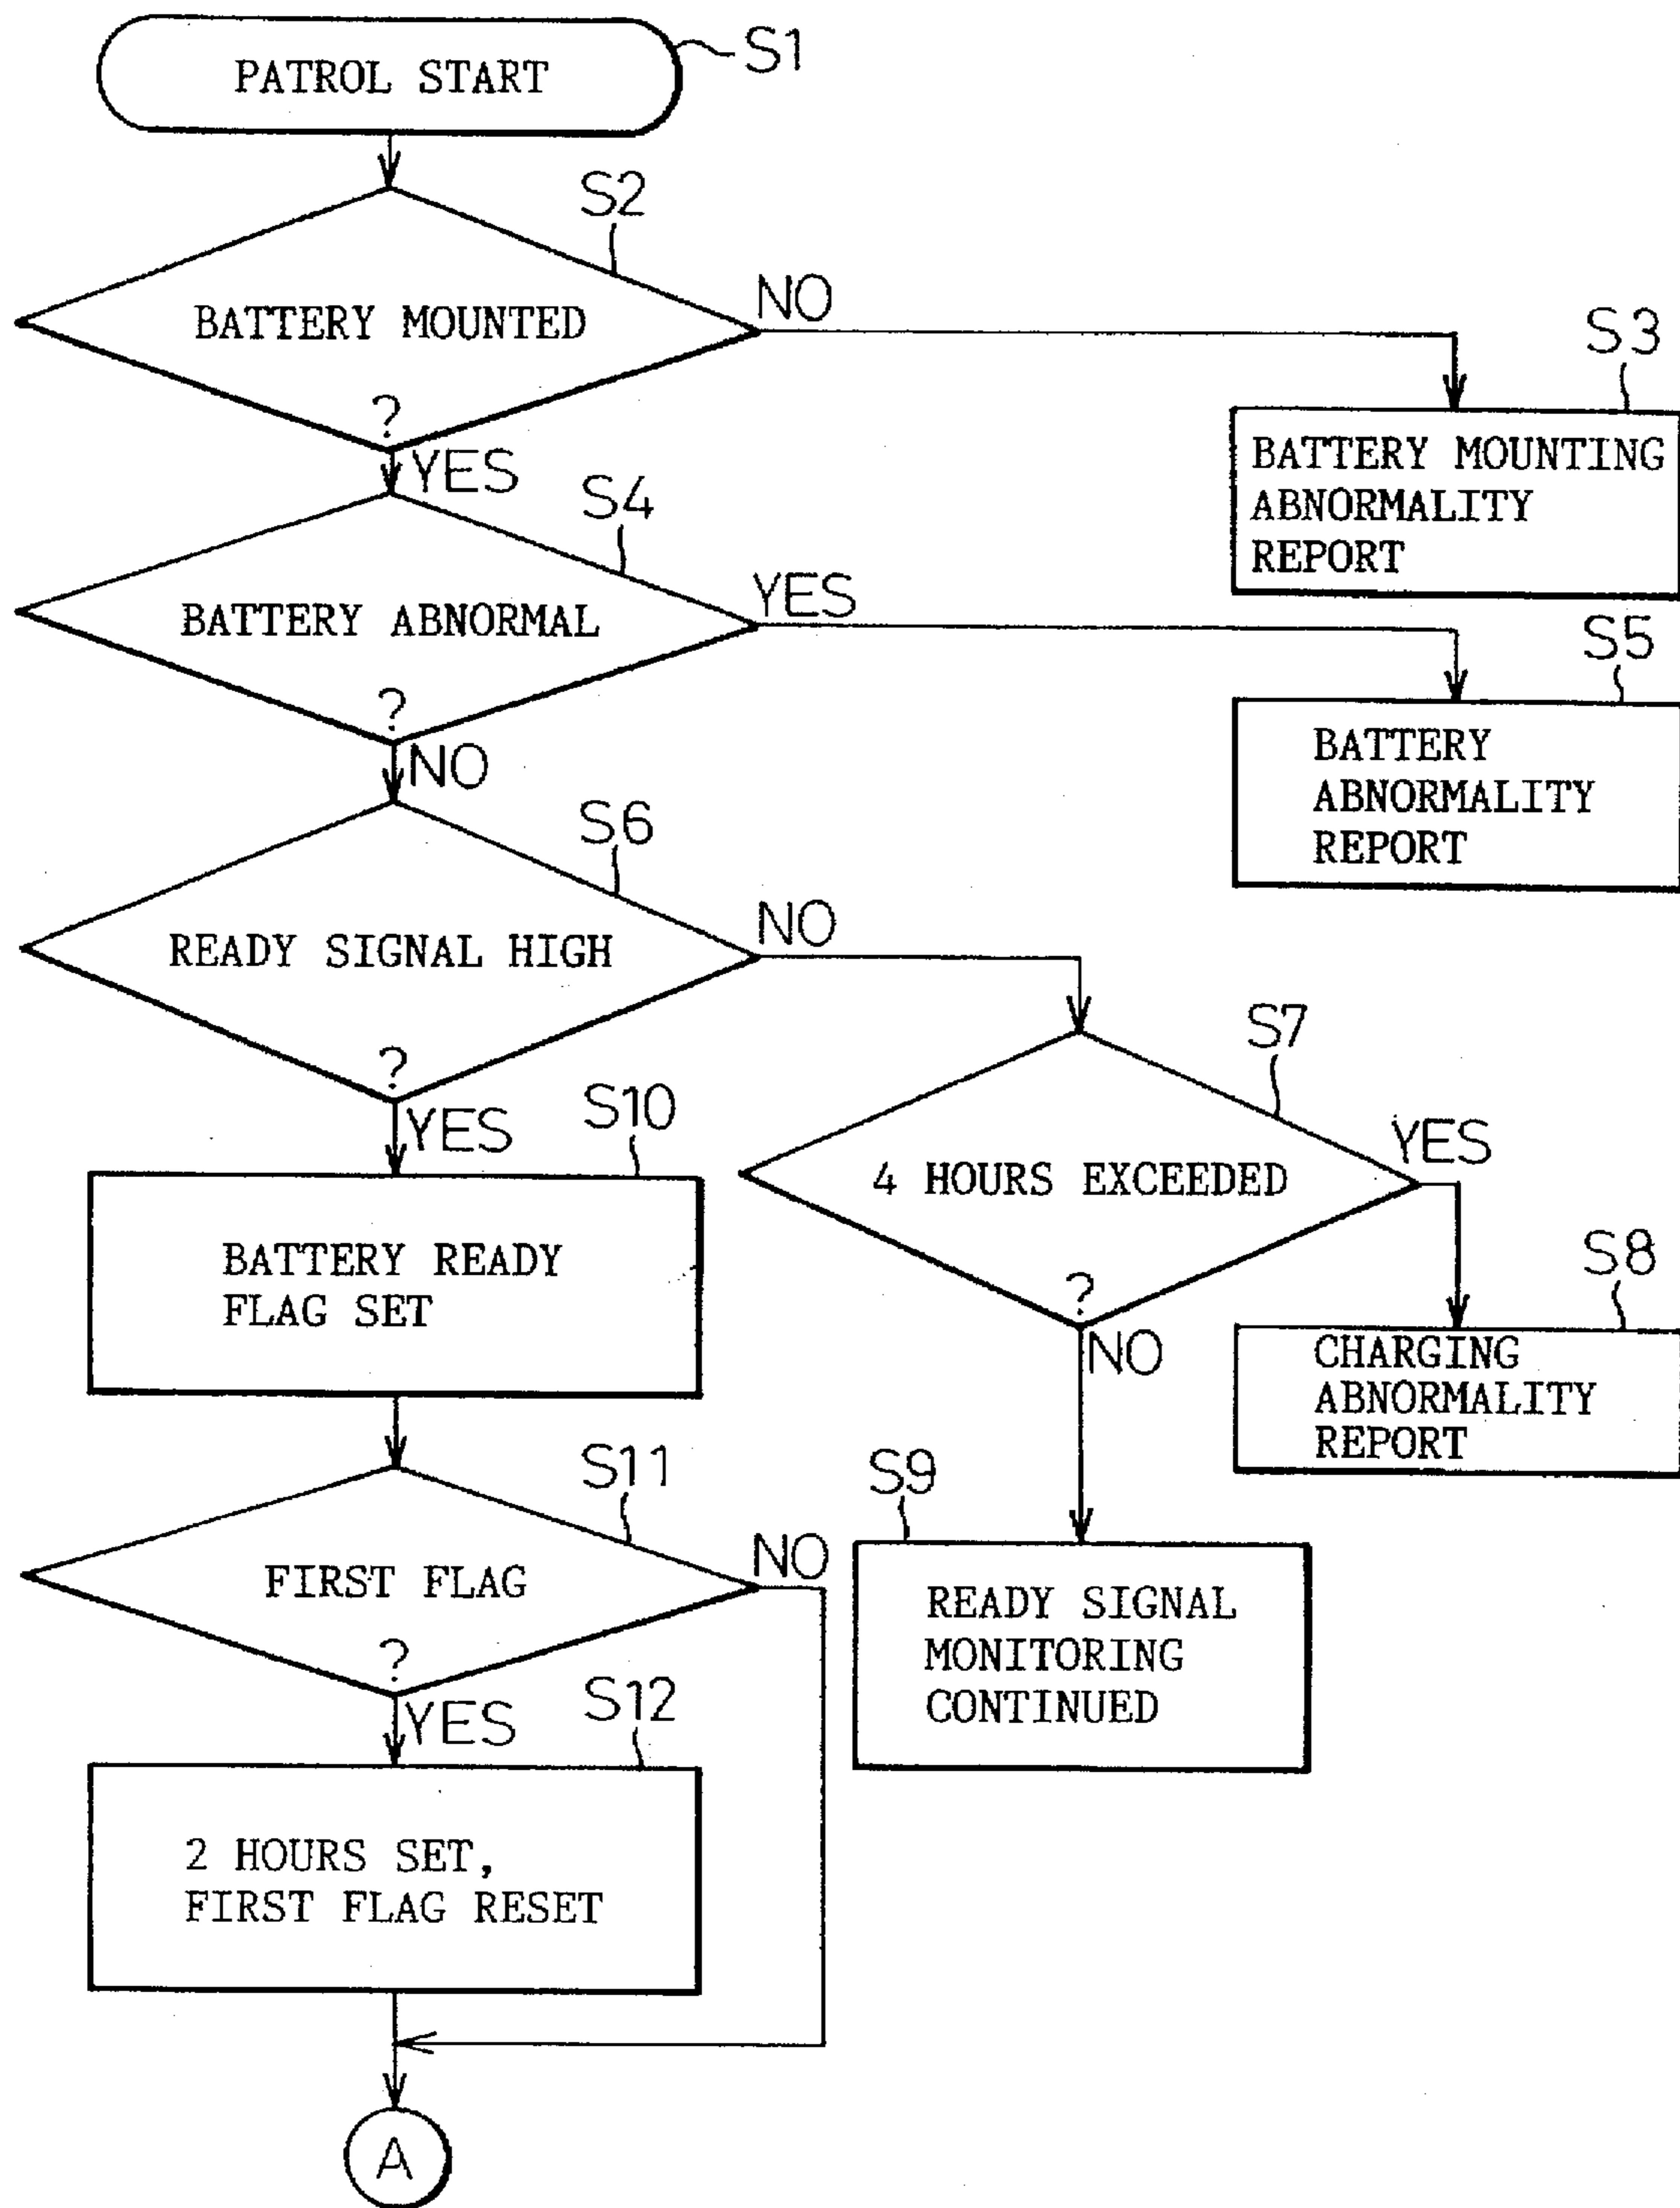 PATROL START
S1
S2
BATTERY MOUNTED
?
NO
YES
S3
BATTERY MOUNTING
ABNORMALITY
REPORT
S4
BATTERY ABNORMAL
?
YES
NO
S5
BATTERY
ABNORMALITY
REPORT
S6
READY SIGNAL HIGH
?
NO
YES
S7
4 HOURS EXCEEDED
?
YES
NO
S8
CHARGING
ABNORMALITY
REPORT
S9
READY SIGNAL
MONITORING
CONTINUED
S10
BATTERY READY
FLAG SET
S11
FIRST FLAG
?
NO
YES
S12
2 HOURS SET,
FIRST FLAG RESET
A